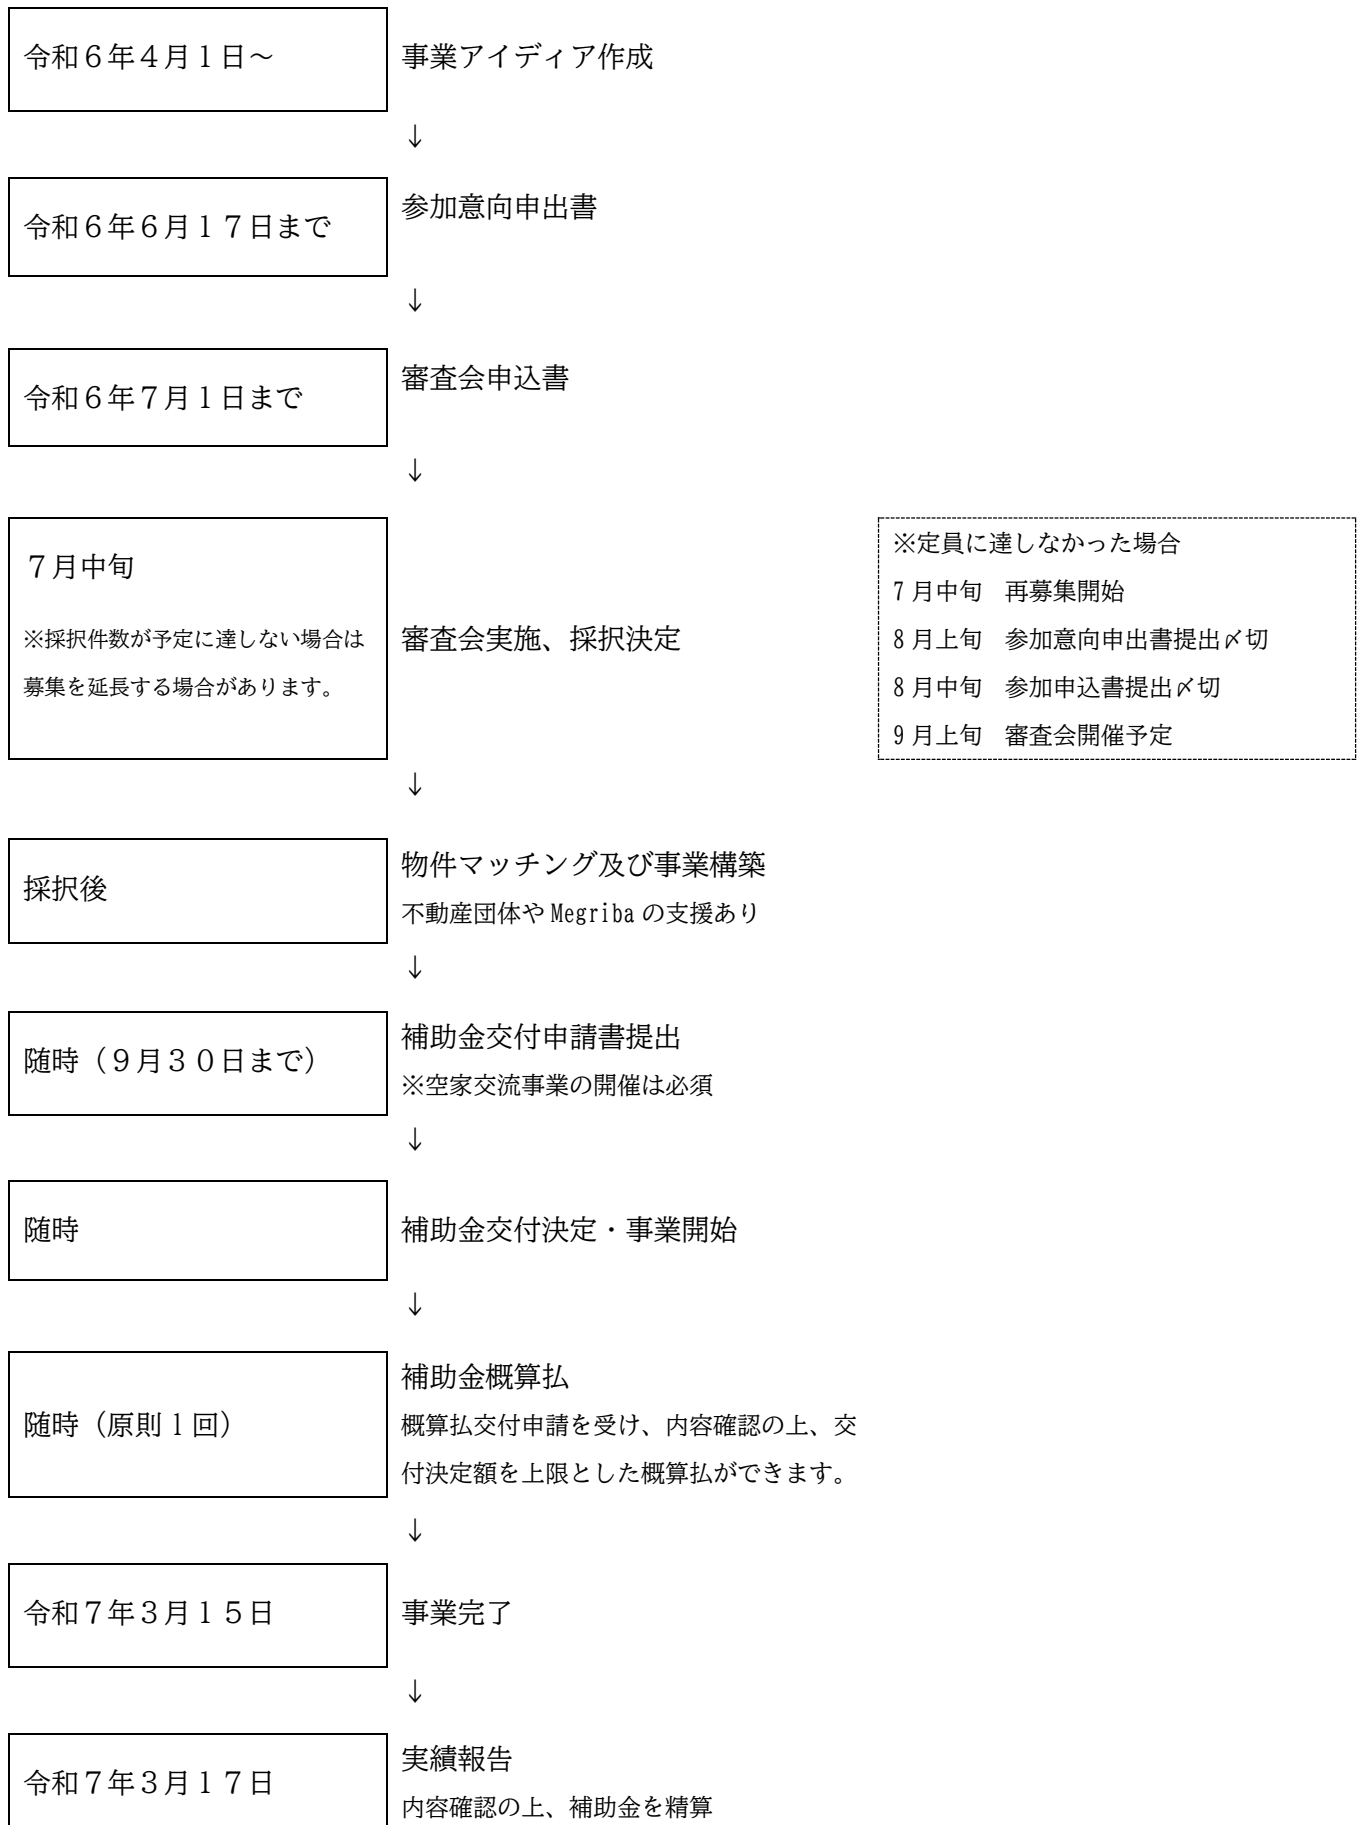 令和６年４月１日～
事業アイディア作成
↓
令和６年６月１７日まで
参加意向申出書
↓
令和６年７月１日まで
審査会申込書
↓
７月中旬
※採択件数が予定に達しない場合は
募集を延長する場合があります。
審査会実施、採択決定
※定員に達しなかった場合
7月中旬　再募集開始
8月上旬　参加意向申出書提出〆切
8月中旬　参加申込書提出〆切
9月上旬　審査会開催予定
↓
採択後
物件マッチング及び事業構築
不動産団体や Megriba の支援あり
↓
随時（９月３０日まで）
補助金交付申請書提出
※空家交流事業の開催は必須
↓
随時
補助金交付決定・事業開始
↓
随時（原則１回）
補助金概算払
概算払交付申請を受け、内容確認の上、交
付決定額を上限とした概算払ができます。
↓
令和７年３月１５日
事業完了
↓
令和７年３月１７日
実績報告
内容確認の上、補助金を精算